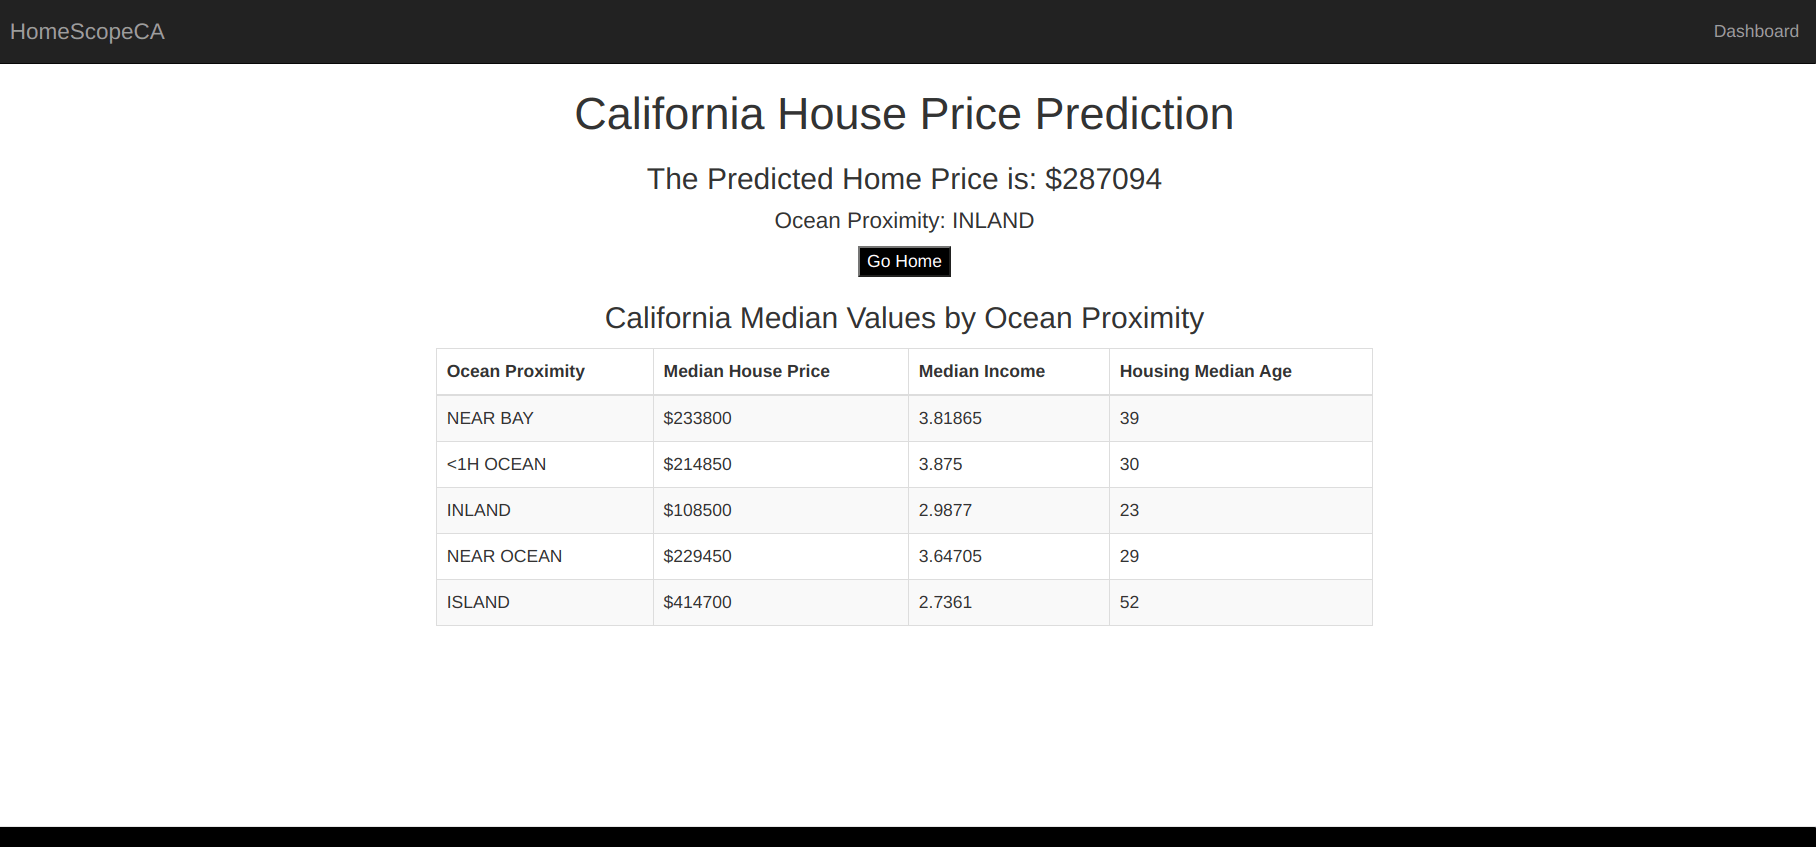 HomeScopeCA Dashboard
California House Price Prediction
The Predicted Home Price is: $287094
Ocean Proximity: INLAND
Go Home
California Median Values by Ocean Proximity
Ocean Proximity Median House Price Median Income Housing Median Age
NEAR BAY $233800 3.81865 39
<1H OCEAN $214850 3.875 30
INLAND $108500 2.9877 23
NEAR OCEAN $229450 3.64705 29
ISLAND $414700 2.7361 52